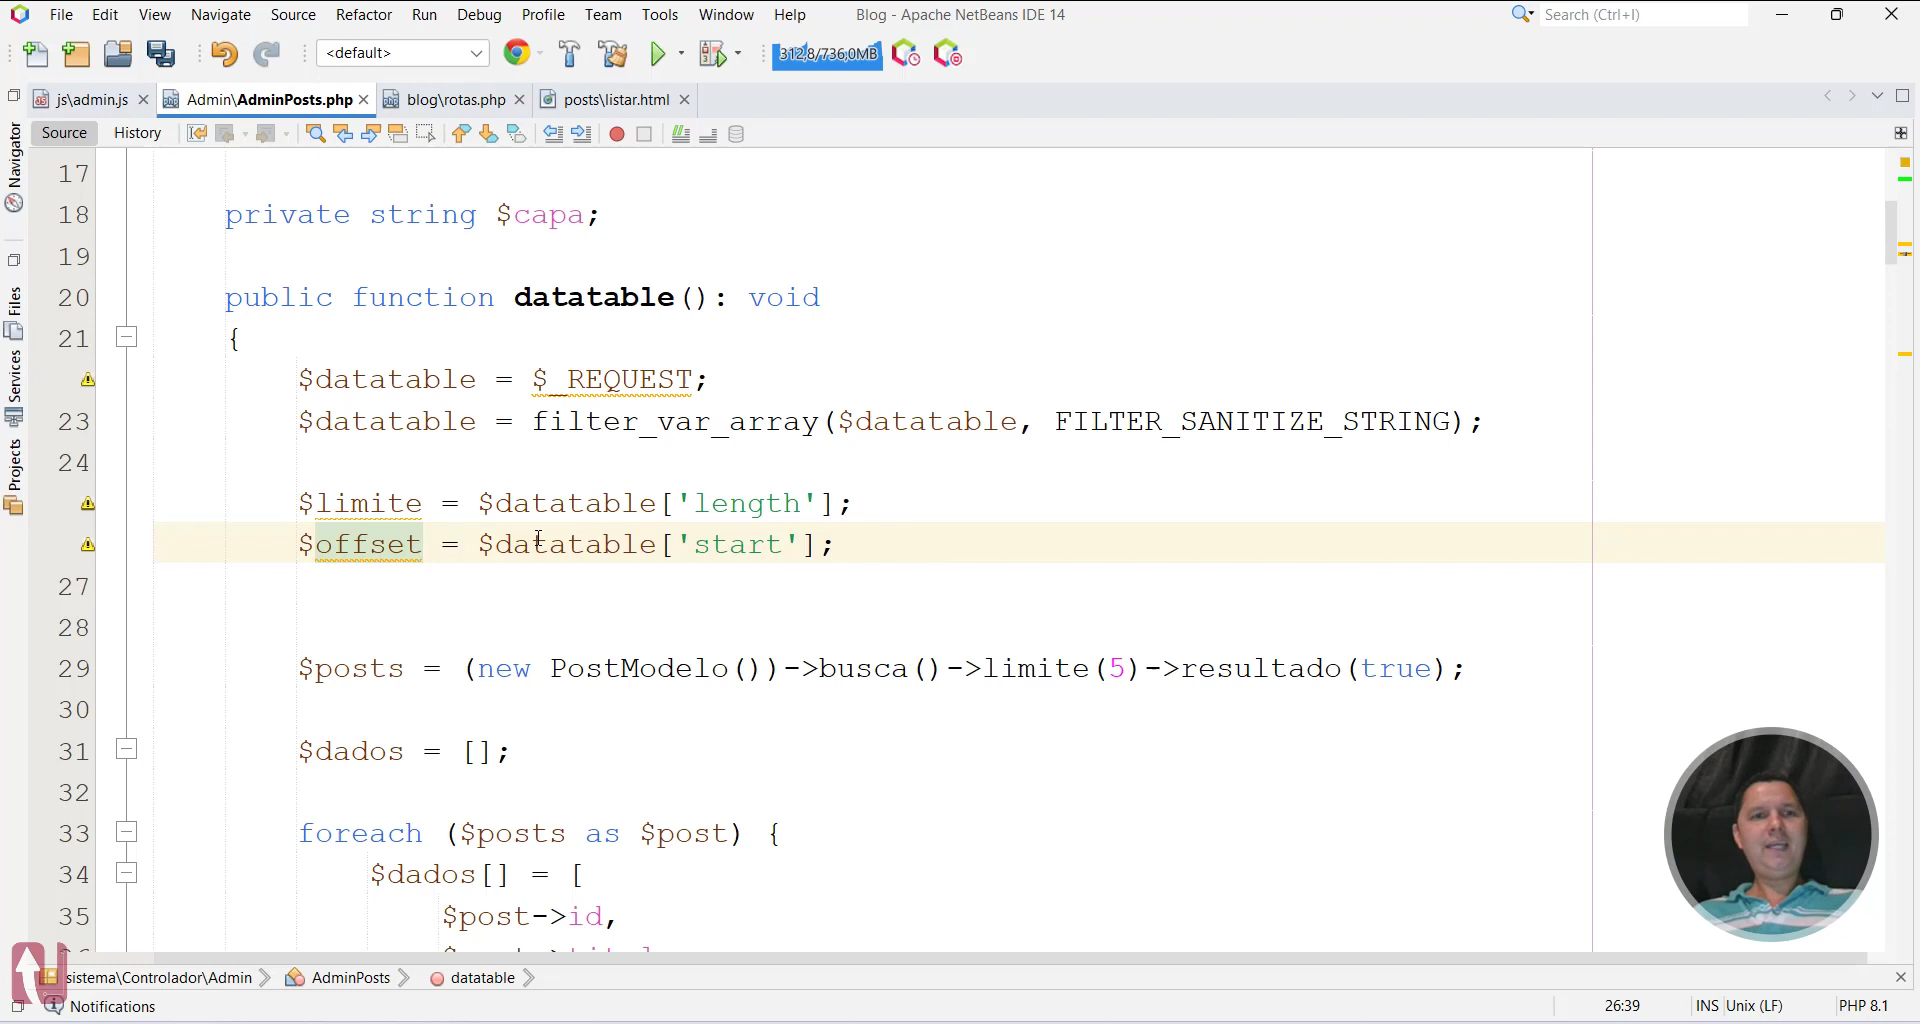 File Edit View Navigate Source Refactor Run Debug Profile Team Tools Window Help Blog - Apache NetBeans IDE 14 Search (Ctrl+I)
<default> 312,8/736,0MB
js\admin.js Admin\AdminPosts.php blog\rotas.php posts\listar.html
Source History
Navigator
Files
Services
Projects
17
18 private string $capa;
19
20 public function datatable(): void
21 {
$datatable = $_REQUEST;
23 $datatable = filter_var_array($datatable, FILTER_SANITIZE_STRING);
24
$limite = $datatable['length'];
$offset = $datatable['start'];
27
28
29 $posts = (new PostModelo())->busca()->limite(5)->resultado(true);
30
31 $dados = [];
32
33 foreach ($posts as $post) {
34 $dados[] = [
35 $post->id,
sistema\Controlador\Admin AdminPosts datatable
Notifications 26:39 INS Unix (LF) PHP 8.1